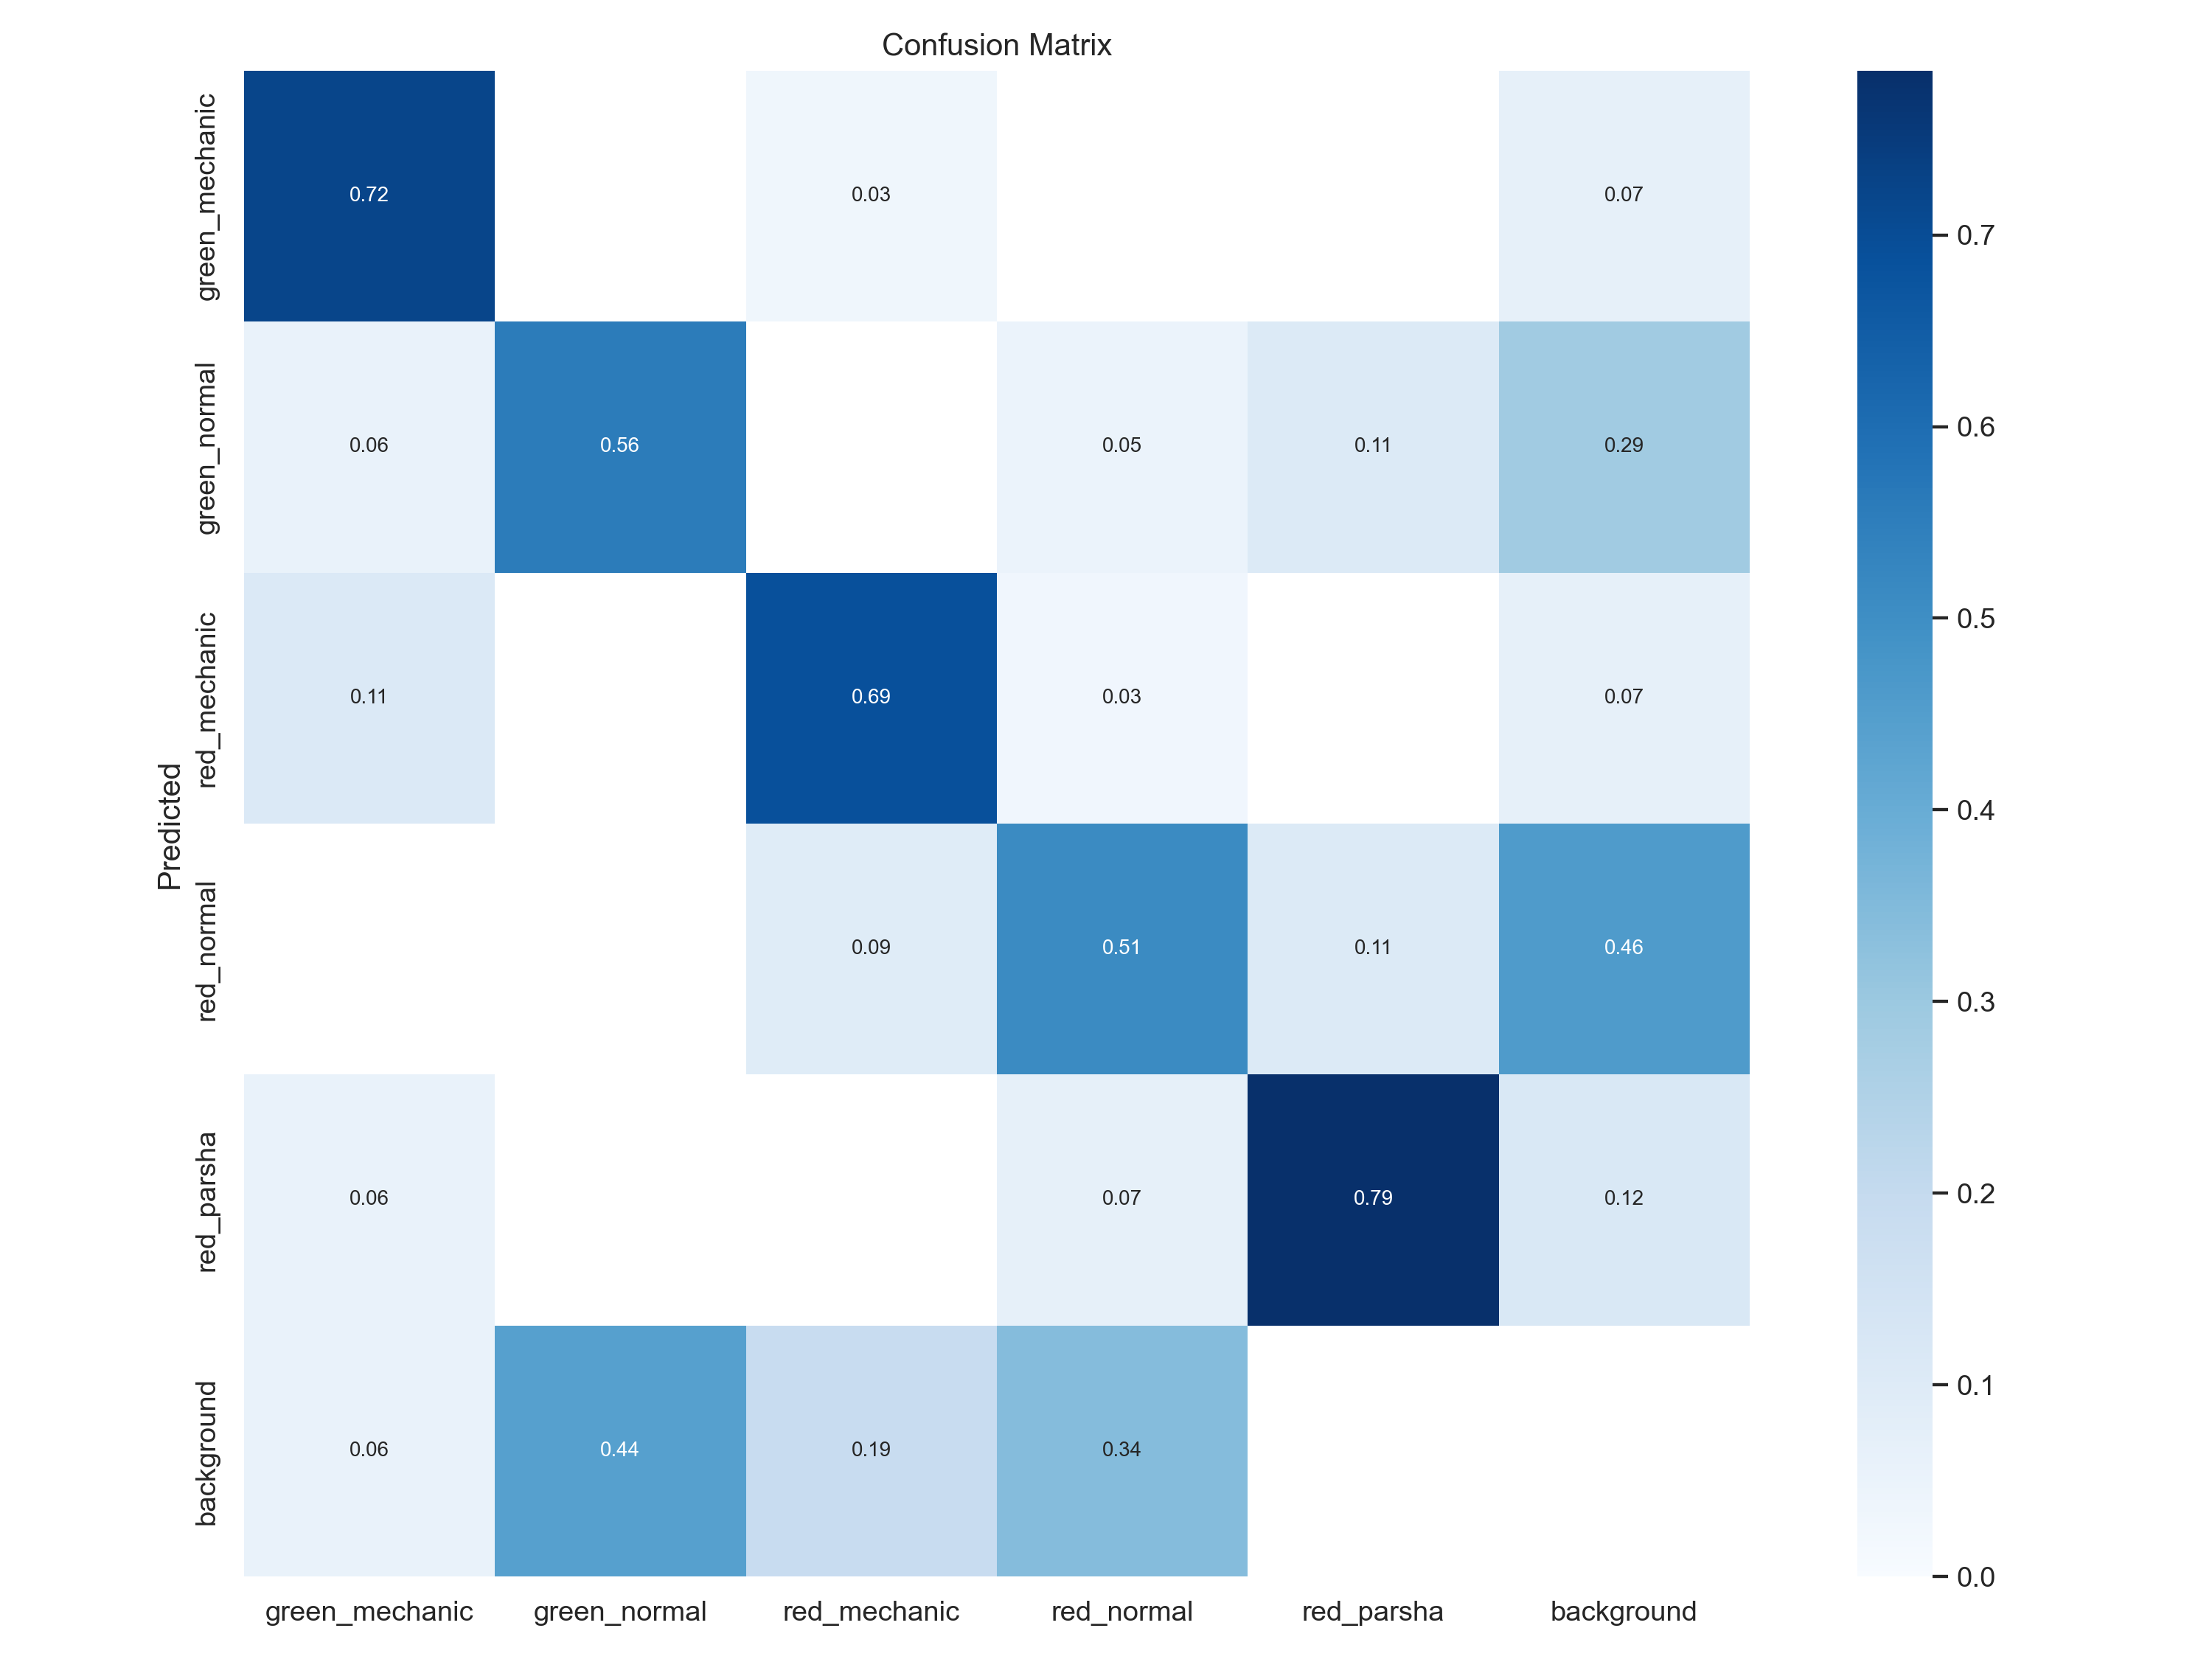 Confusion Matrix
Predicted
green_mechanic
0.72
0.03
0.07
green_normal
0.06
0.56
0.05
0.11
0.29
red_mechanic
0.11
0.69
0.03
0.07
red_normal
0.09
0.51
0.11
0.46
red_parsha
0.06
0.07
0.79
0.12
background
0.06
0.44
0.19
0.34
green_mechanic
green_normal
red_mechanic
red_normal
red_parsha
background
0.7
0.6
0.5
0.4
0.3
0.2
0.1
0.0